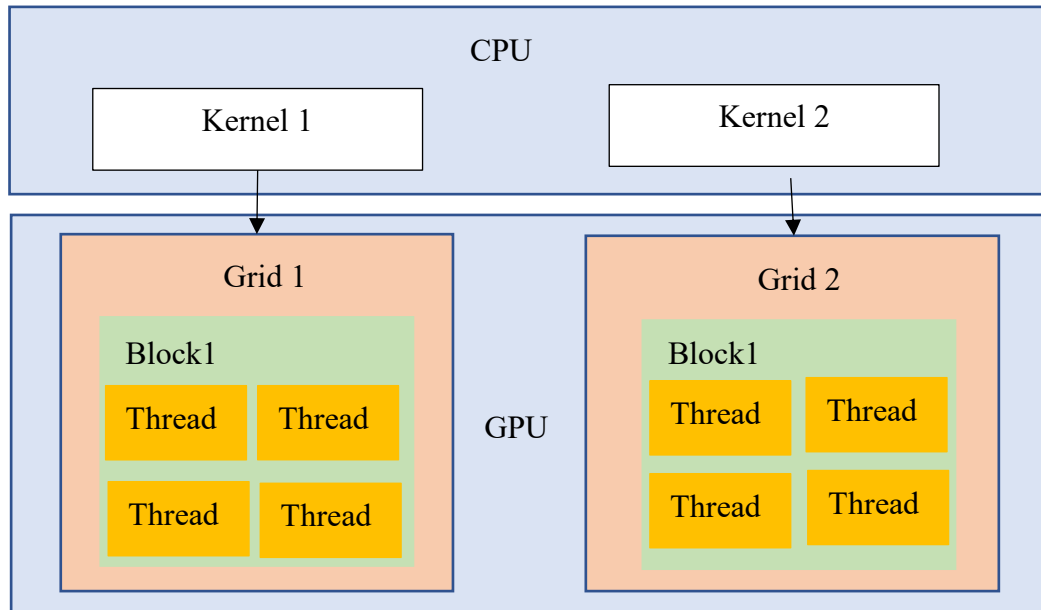 CPU
Kernel 1
Kernel 2
Grid 1
Grid 2
Block1
Block1
Thread Thread
Thread Thread
GPU
Thread Thread
Thread Thread